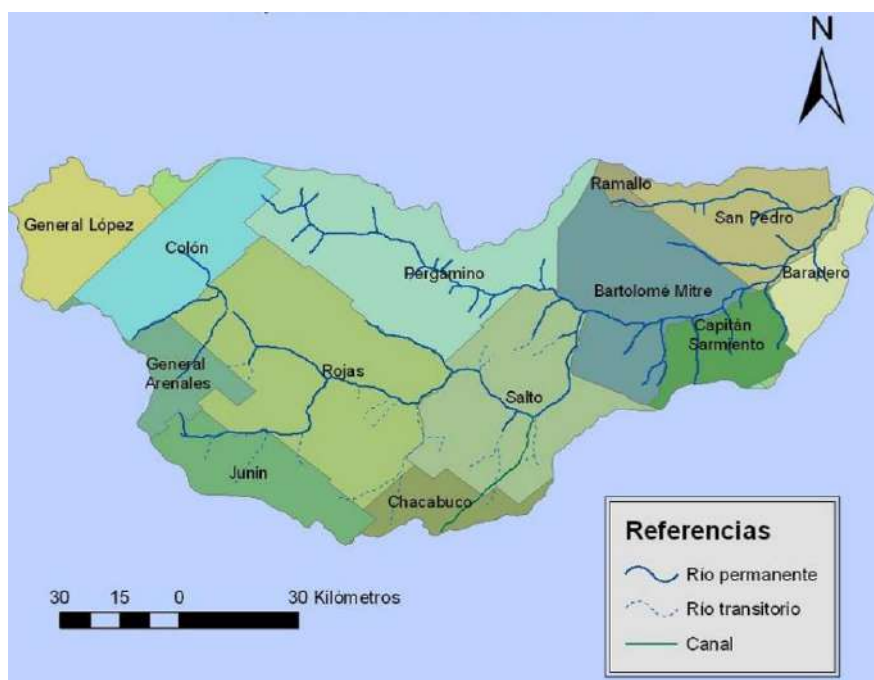 N
Ramallo
General López
San Pedro
Colón
Pergamino
Baradero
Bartolomé Mitre
Capitán
Sarmiento
General
Arenales
Rojas
Salto
Junín
Chacabuco
Referencias
Río permanente
Río transitorio
Canal
30 15 0 30 Kilómetros